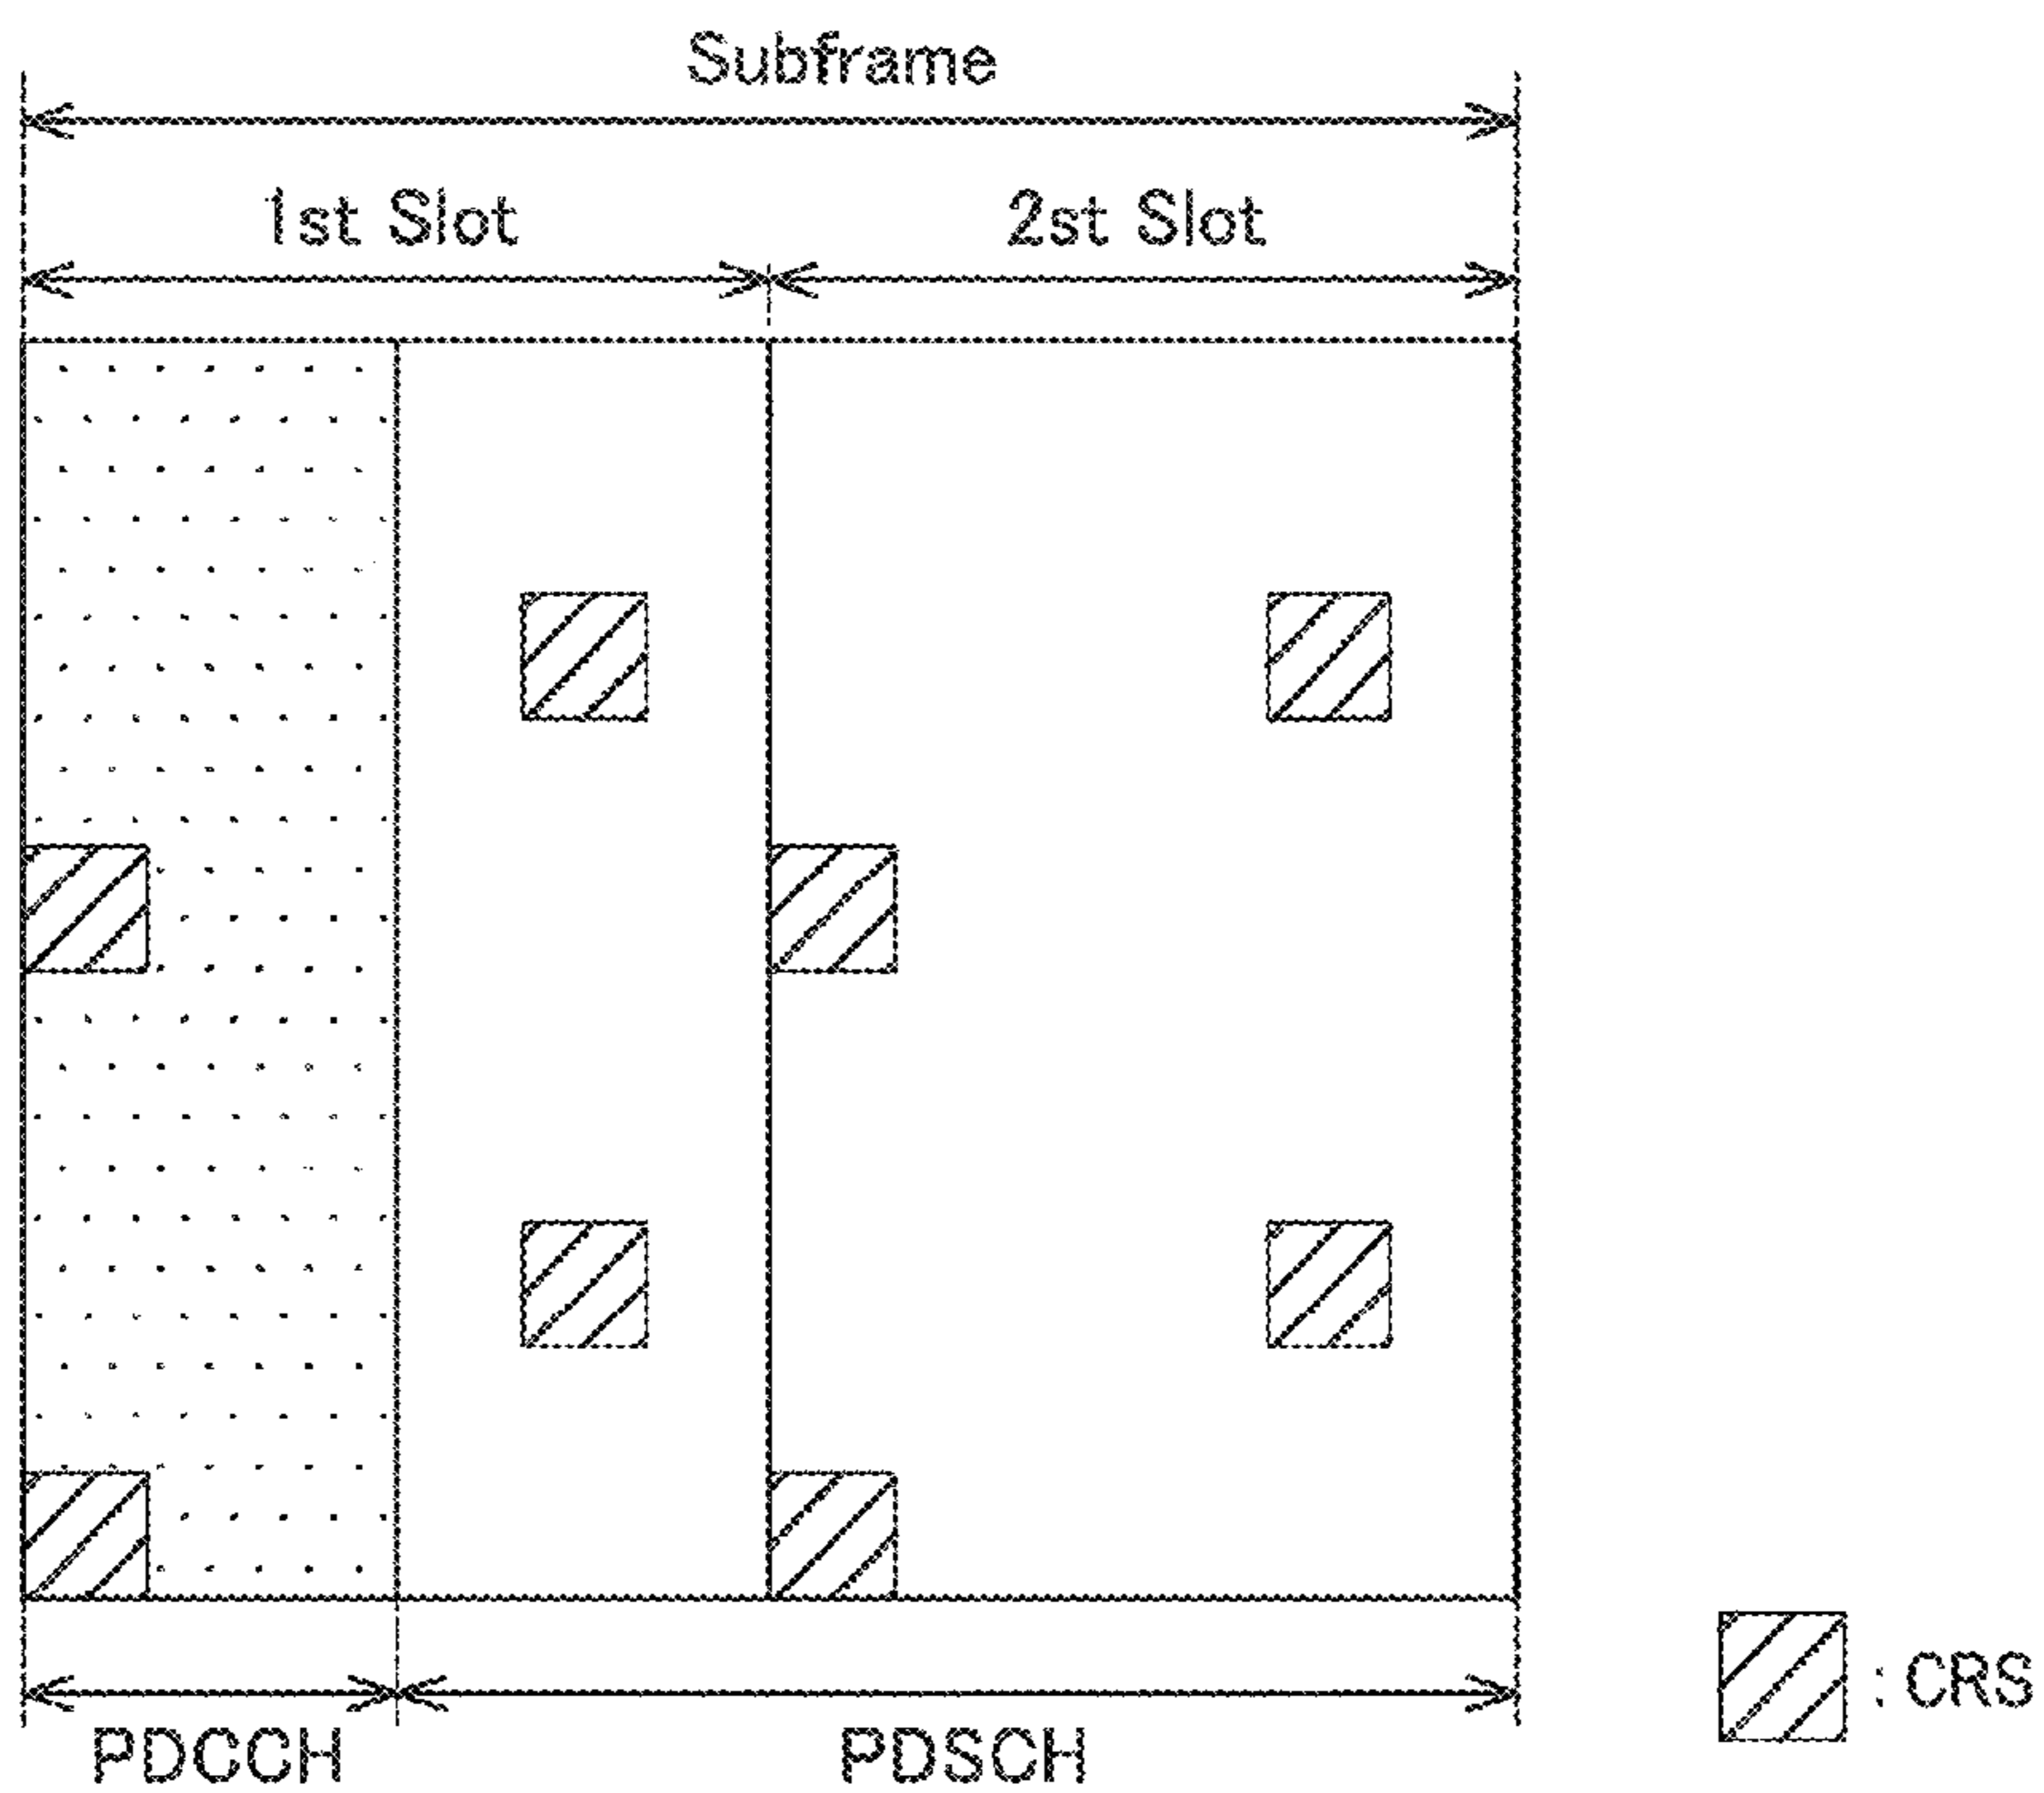 Subframe
1st Slot
2st Slot
PDCCH
PDSCH
: CRS